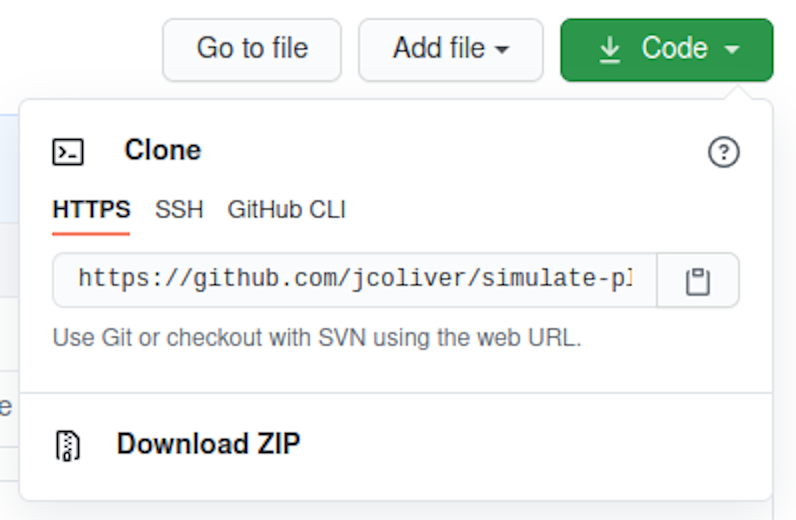 Go to file Add file Code
Clone
HTTPS SSH GitHub CLI
https://github.com/jcoliver/simulate-pl
Use Git or checkout with SVN using the web URL.
e
Download ZIP